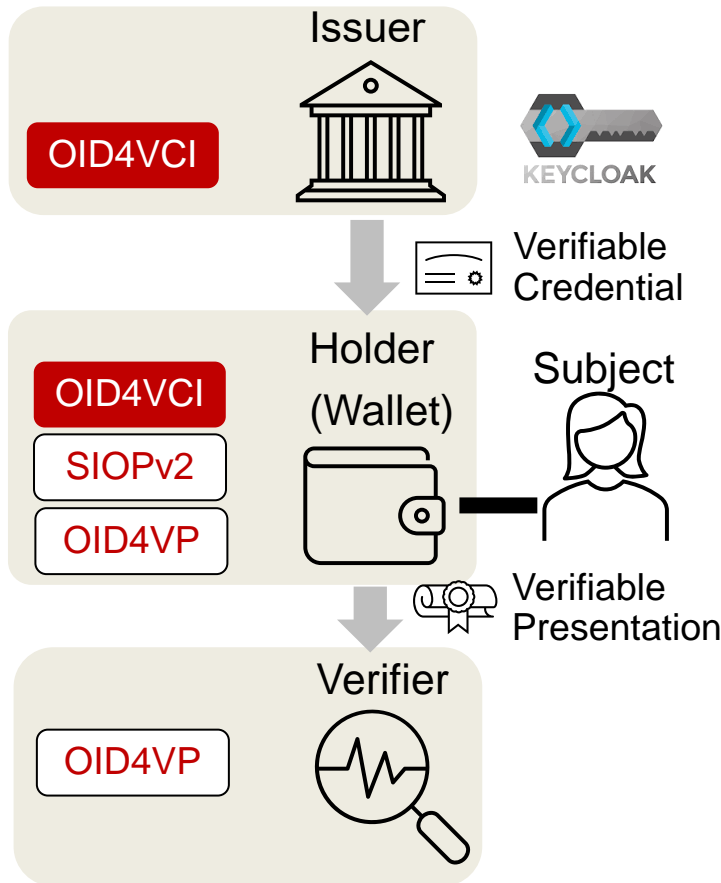 Issuer
OID4VCI
KEYCLOAK
Verifiable
Credential
Holder
(Wallet)
Subject
OID4VCI
SIOPv2
OID4VP
Verifiable
Presentation
Verifier
OID4VP